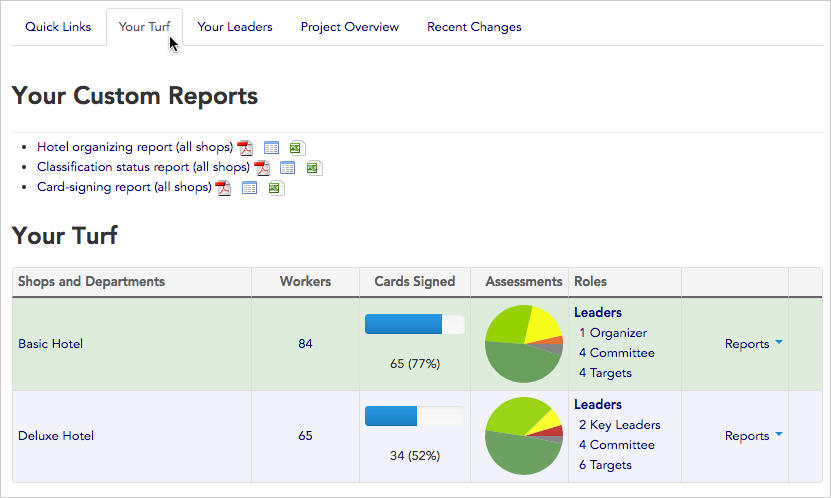 Quick Links Your Turf Your Leaders Project Overview Recent Changes
Your Custom Reports
Hotel organizing report (all shops)
Classification status report (all shops)
Card-signing report (all shops)
Your Turf
Shops and Departments Workers Cards Signed Assessments Roles
Basic Hotel 84 65 (77%) Leaders
1 Organizer
4 Committee
4 Targets
Reports
Deluxe Hotel 65 34 (52%) Leaders
2 Key Leaders
4 Committee
6 Targets
Reports